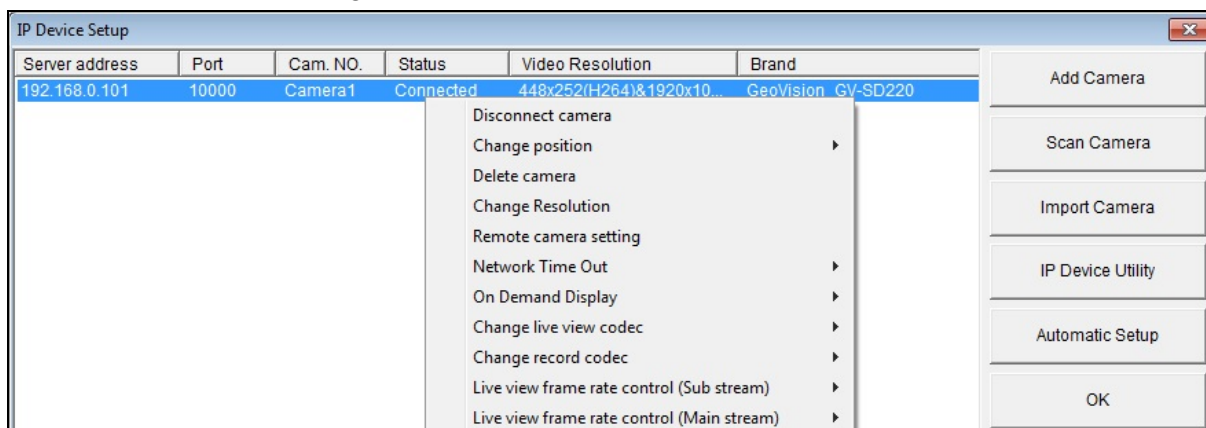 IP Device Setup
Server address Port Cam. NO. Status Video Resolution Brand
192.168.0.101 10000 Camera1 Connected 448x252(H264)&1920x10... GeoVision_GV-SD220
Disconnect camera
Change position
Delete camera
Change Resolution
Remote camera setting
Network Time Out
On Demand Display
Change live view codec
Change record codec
Live view frame rate control (Sub stream)
Live view frame rate control (Main stream)
Add Camera
Scan Camera
Import Camera
IP Device Utility
Automatic Setup
OK